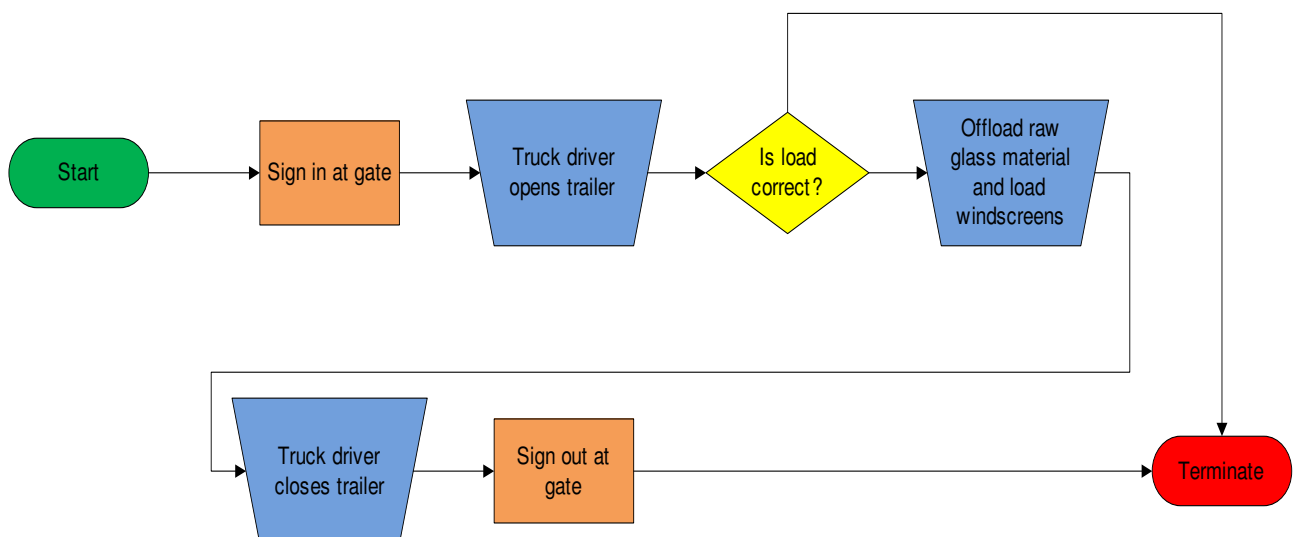 Start
Sign in at gate
Truck driver
opens trailer
Is load
correct?
Offload raw
glass material
and load
windscreens
Truck driver
closes trailer
Sign out at
gate
Terminate